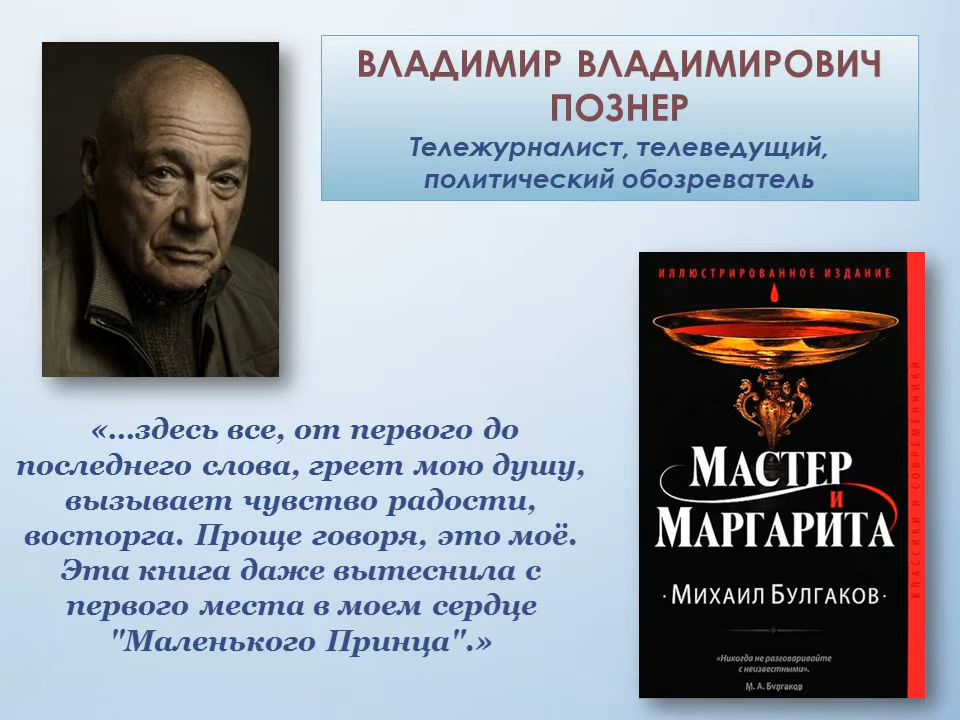 ВЛАДИМИР ВЛАДИМИРОВИЧ
ПОЗНЕР
Тележурналист, телеведущий,
политический обозреватель
«…здесь все, от первого до
последнего слова, греет мою душу,
вызывает чувство радости,
восторга. Проще говоря, это моё.
Эта книга даже вытеснила с
первого места в моем сердце
"Маленького Принца".»
ИЛЛЮСТРИРОВАННОЕ ИЗДАНИЕ
МАСТЕР
И
МАРГАРИТА
·МИХАИЛ БУЛГАКОВ·
«Никогда не разговаривайте
с неизвестными».
М. А. Булгаков
КЛАССИКИ И СОВРЕМЕННИКИ